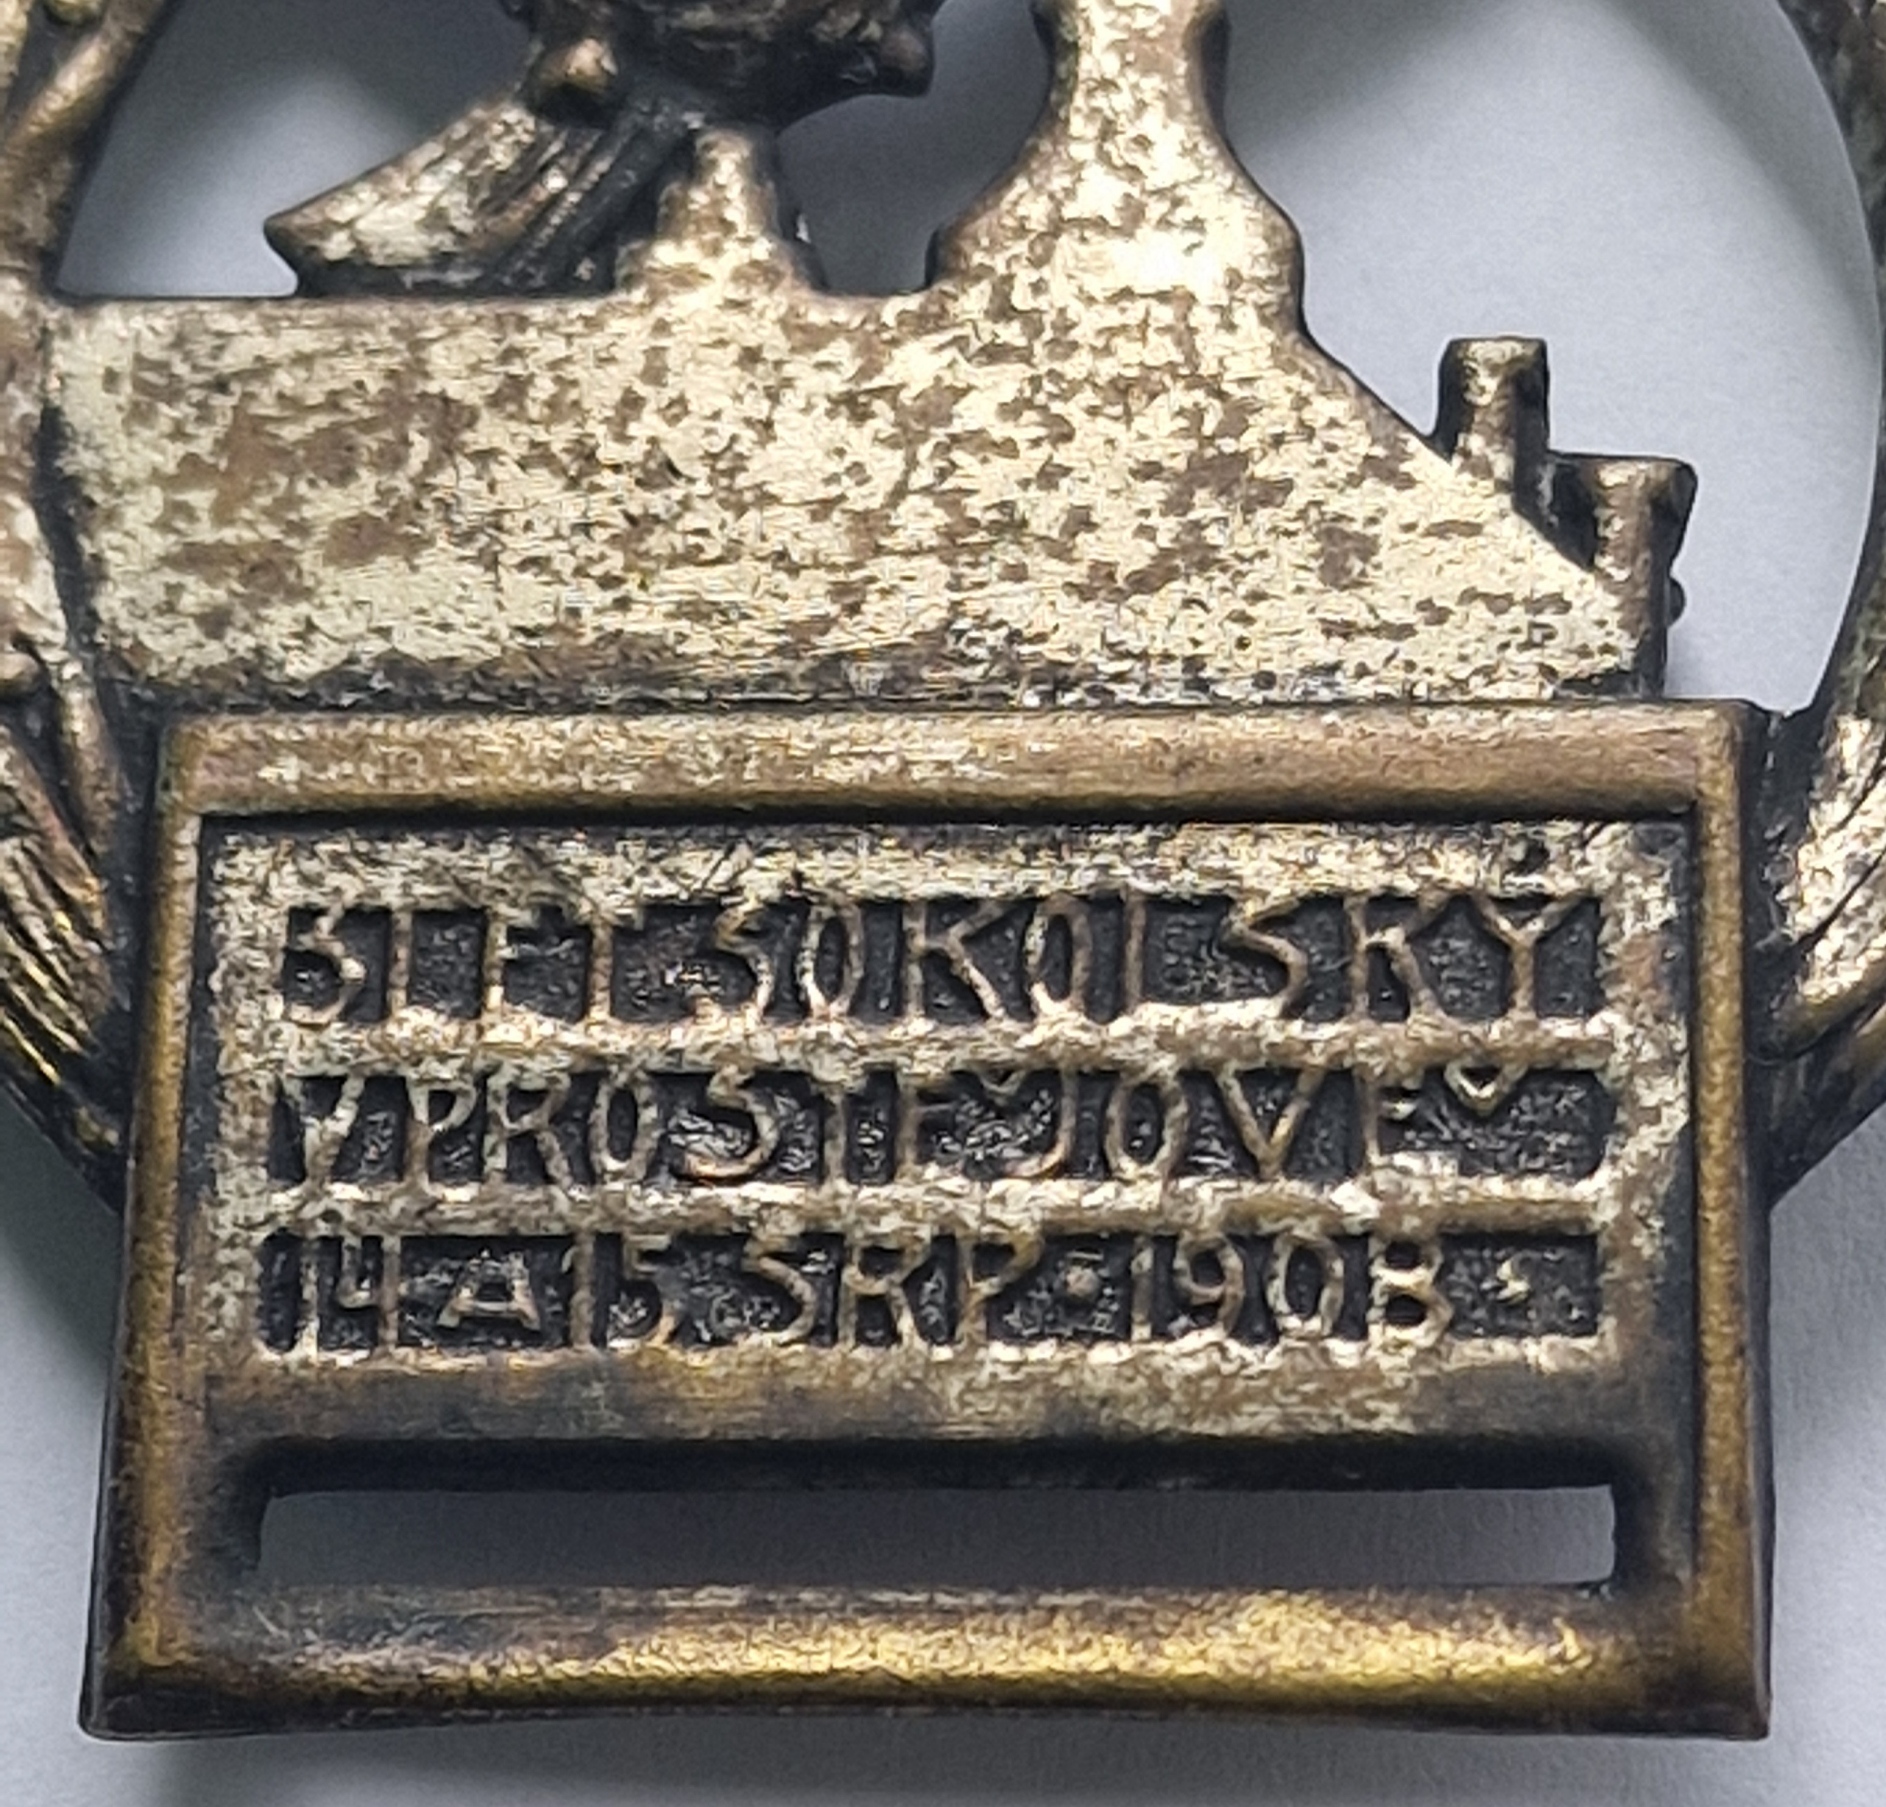 SLET SOKOLSKÝ
V PROSTĚJOVĚ
14 A 15 SRP · 1908 ·